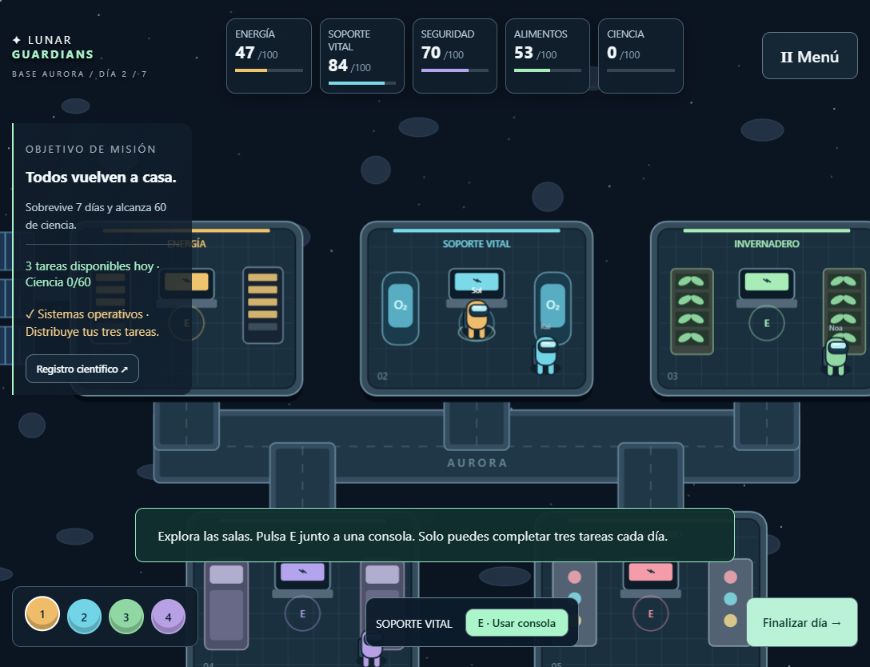 ✦ LUNAR
GUARDIANS
BASE AURORA / DÍA 2 / 7
ENERGÍA
47 /100
SOPORTE
VITAL
84 /100
SEGURIDAD
70 /100
ALIMENTOS
53 /100
CIENCIA
0 /100
II Menú
OBJETIVO DE MISIÓN
Todos vuelven a casa.
Sobrevive 7 días y alcanza 60
de ciencia.
3 tareas disponibles hoy ·
Ciencia 0/60
✓ Sistemas operativos ·
Distribuye tus tres tareas.
Registro científico ↗
ENERGÍA
E
SOPORTE VITAL
O₂
Sol
O₂
02
INVERNADERO
E
Noa
03
AURORA
Explora las salas. Pulsa E junto a una consola. Solo puedes completar tres tareas cada día.
E
E
04
05
1
2
3
4
SOPORTE VITAL
E · Usar consola
Finalizar día →